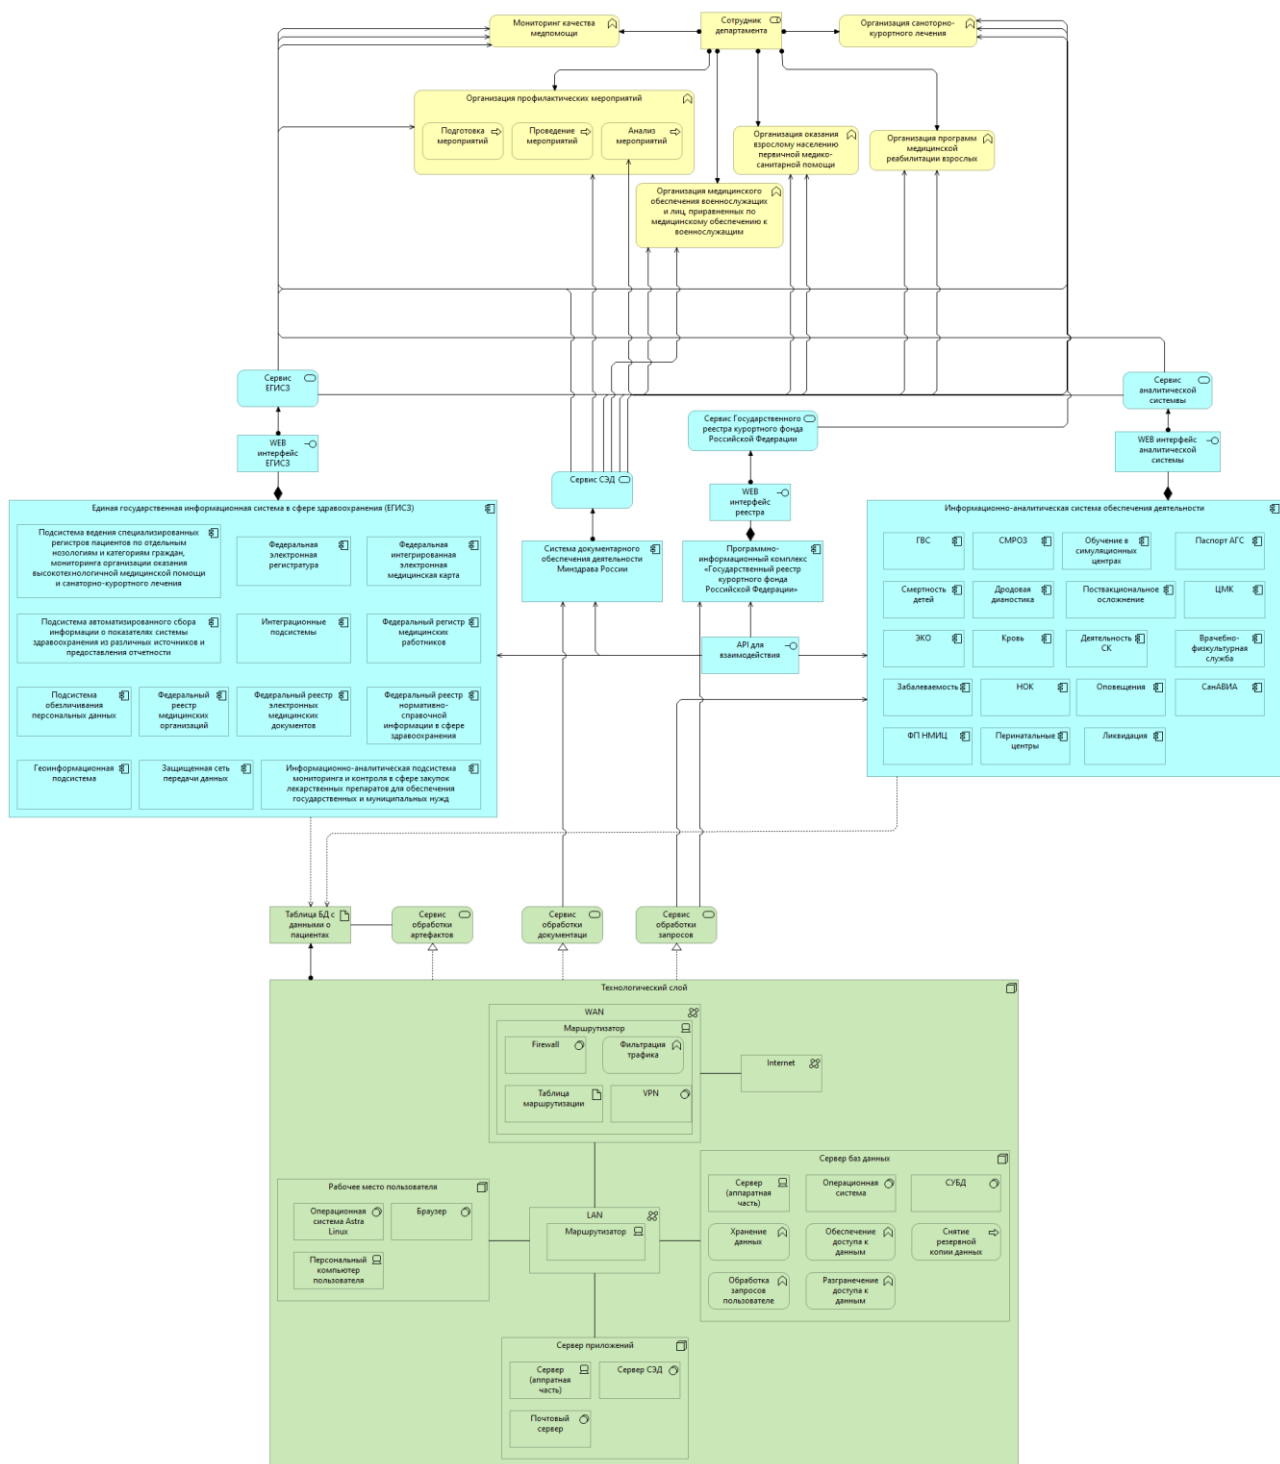 Мониторинг качества
медпомощи
Сотрудник
департамента
Организация саноторно-
курортного лечения
Организация профилактических мероприятий
Подготовка
мероприятий
Проведение
мероприятий
Анализ
мероприятий
Организация оказания
взрослому населению
первичной медико-
санитарной помощи
Организация программ
медицинской
реабилитации взрослых
Организация медицинского
обеспечения военнослужащих
и лиц, приравненных по
медицинскому обеспечению к
военнослужащим
Сервис
ЕГИСЗ
Сервис
аналитической
системвы
Сервис Государственного
реестра курортного фонда
Российской Федерации
WEB
интерфейс
ЕГИСЗ
WEB интерфейс
аналитической
системы
Сервис СЭД
WEB
интерфейс
реестра
Единая государственная информационная система в сфере здравоохранения (ЕГИСЗ)
Подсистема ведения специализированных
регистров пациентов по отдельным
нозологиям и категориям граждан,
мониторинга организации оказания
высокотехнологичной медицинской помощи
и санаторно-курортного лечения
Федеральная
электронная
регистратура
Федеральная
интегрированная
электронная
медицинская карта
Подсистема автоматизированного сбора
информации о показателях системы
здравоохранения из различных источников и
предоставления отчетности
Интеграционные
подсистемы
Федеральный регистр
медицинских
работников
Подсистема
обезличивания
персональных данных
Федеральный
реестр
медицинских
организаций
Федеральный реестр
электронных
медицинских
документов
Федеральный реестр
нормативно-
справочной
информации в сфере
здравоохранения
Геоинформационная
подсистема
Защищенная сеть
передачи данных
Информационно-аналитическая подсистема
мониторинга и контроля в сфере закупок
лекарственных препаратов для обеспечения
государственных и муниципальных нужд
Система документарного
обеспечения деятельности
Минздрава России
Программно-
информационный комплекс
«Государственный реестр
курортного фонда
Российской Федерации»
API для
взаимодействия
Информационно-аналитическая система обеспечения деятельности
ГВС
СМРОЗ
Обучение в
симуляционных
центрах
Паспорт АГС
Смертность
детей
Дродовая
дианостика
Поствакциональное
осложнение
ЦМК
ЭКО
Кровь
Деятельность
СК
Врачебно-
физкультурная
служба
Забалеваемость
НОК
Оповещения
СанАВИА
ФП НМИЦ
Перинатальные
центры
Ликвидация
Таблица БД с
данными о
пациентах
Сервис
обработки
артефактов
Сервис
обработки
документаци
Сервис
обработки
запросов
Технологический слой
WAN
Маршрутизатор
Firewall
Фильтрация
трафика
Таблица
маршрутизации
VPN
Internet
Рабочее место пользователя
Операционная
система Astra
Linux
Браузер
Персональный
компьютер
пользователя
LAN
Маршрутизатор
Сервер баз данных
Сервер
(аппаратная
часть)
Операционная
система
СУБД
Хранение
данных
Обеспечение
доступа к
данным
Снятие
резервной
копии данных
Обработка
запросов
пользователе
Разгранечение
доступа к
данным
Сервер приложений
Сервер
(аппратная
часть)
Сервер СЭД
Почтовый
сервер